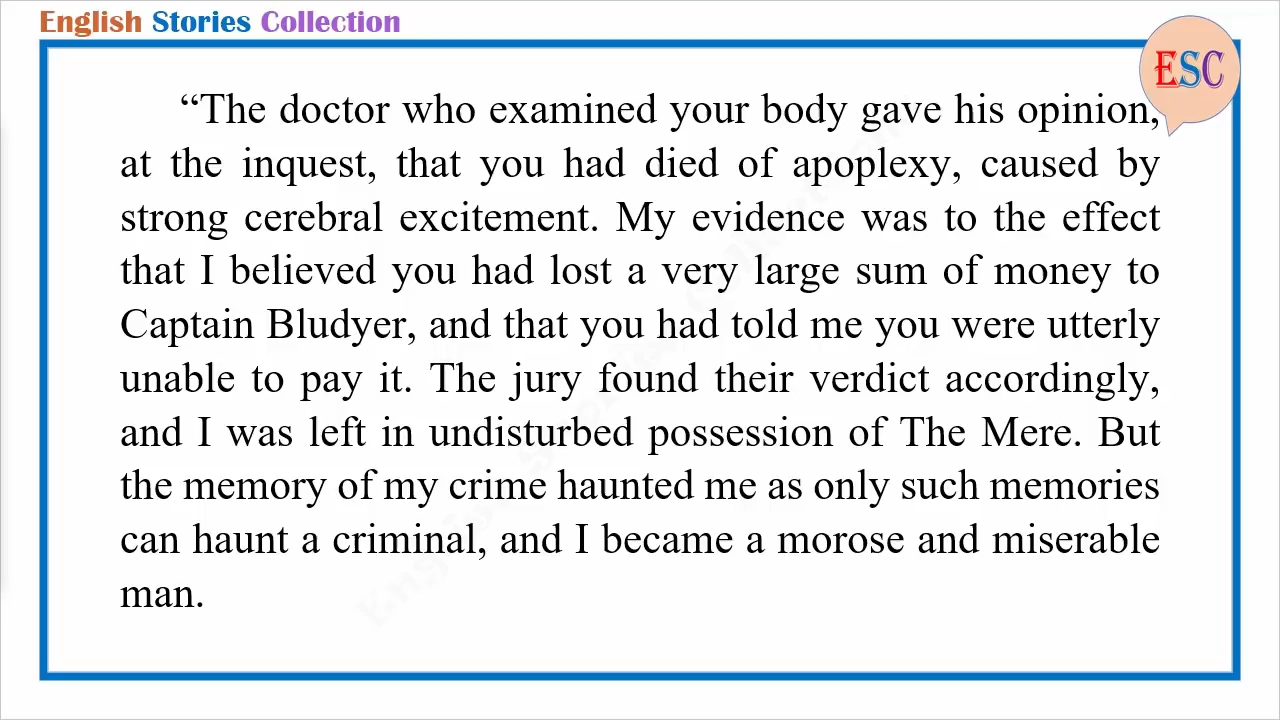 English Stories Collection
ESC
“The doctor who examined your body gave his opinion,
at the inquest, that you had died of apoplexy, caused by
strong cerebral excitement. My evidence was to the effect
that I believed you had lost a very large sum of money to
Captain Bludyer, and that you had told me you were utterly
unable to pay it. The jury found their verdict accordingly,
and I was left in undisturbed possession of The Mere. But
the memory of my crime haunted me as only such memories
can haunt a criminal, and I became a morose and miserable
man.